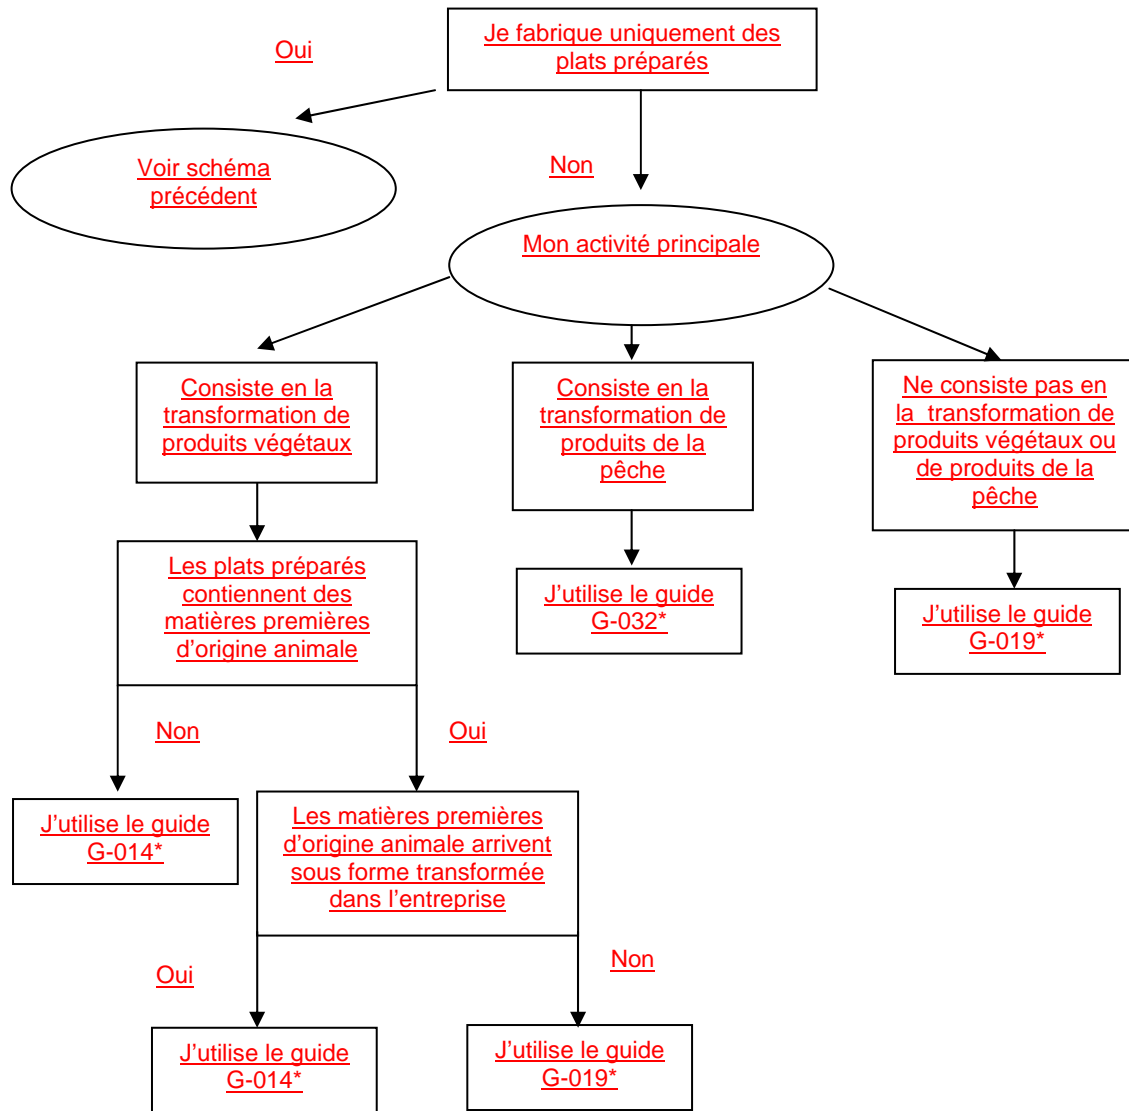 Je fabrique uniquement des
plats préparés
Oui
Voir schéma
précédent
Non
Mon activité principale
Consiste en la
transformation de
produits végétaux
Consiste en la
transformation de
produits de la
pêche
Ne consiste pas en
la transformation de
produits végétaux ou
de produits de la
pêche
Les plats préparés
contiennent des
matières premières
d'origine animale
J'utilise le guide
G-032*
J'utilise le guide
G-019*
Non
Oui
J'utilise le guide
G-014*
Les matières premières
d'origine animale arrivent
sous forme transformée
dans l'entreprise
Oui
Non
J'utilise le guide
G-014*
J'utilise le guide
G-019*